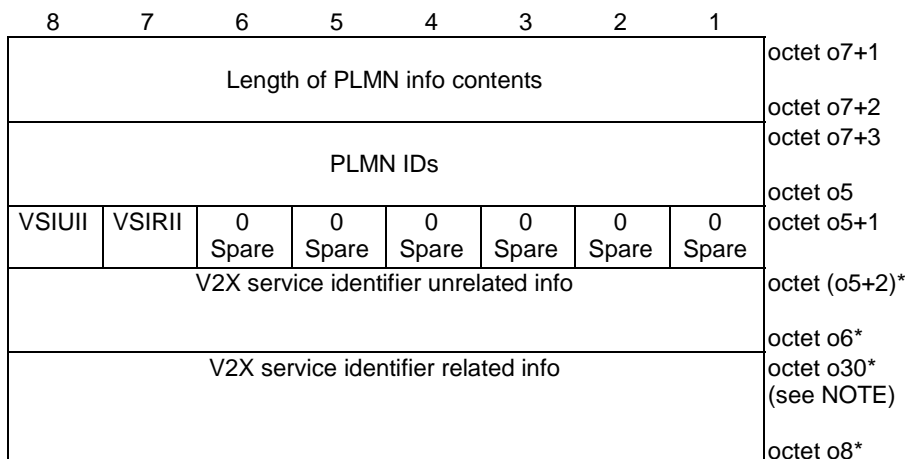 8 7 6 5 4 3 2 1
Length of PLMN info contents
octet o7+1
octet o7+2
PLMN IDs
octet o7+3
octet o5
VSIUII VSIRII 0 0 0 0 0 0 octet o5+1
Spare Spare Spare Spare Spare Spare
V2X service identifier unrelated info
octet (o5+2)*
octet o6*
V2X service identifier related info
octet o30*
(see NOTE)
octet o8*